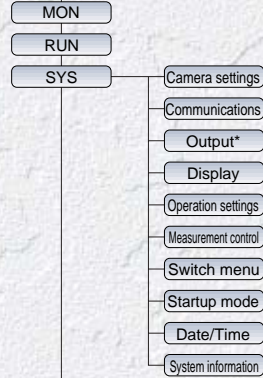 MON
RUN
SYS
Camera settings
Communications
Output*
Display
Operation settings
Measurement control
Switch menu
Startup mode
Date/Time
System information